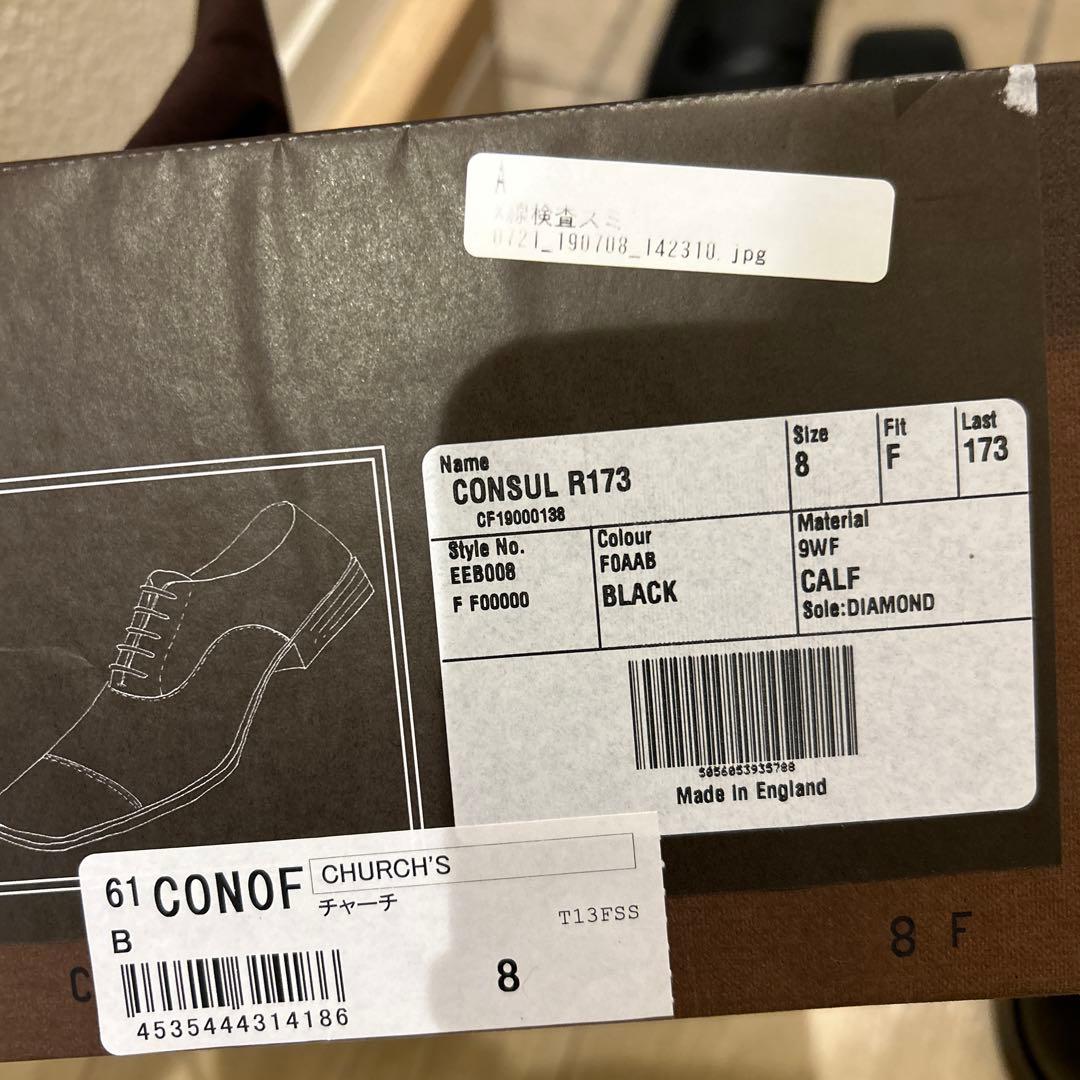 A
X線検査スミ
0721_190708_142310.jpg
Name
CONSUL R173
CF19000138
Size
8
Fit
F
Last
173
Style No.
EEB008
F F00000
Colour
F0AAB
BLACK
Material
9WF
CALF
Sole:DIAMOND
5056053935788
Made in England
61 CONOF
CHURCH'S
チャーチ
T13FSS
B
8
4535444314186
C
8 F